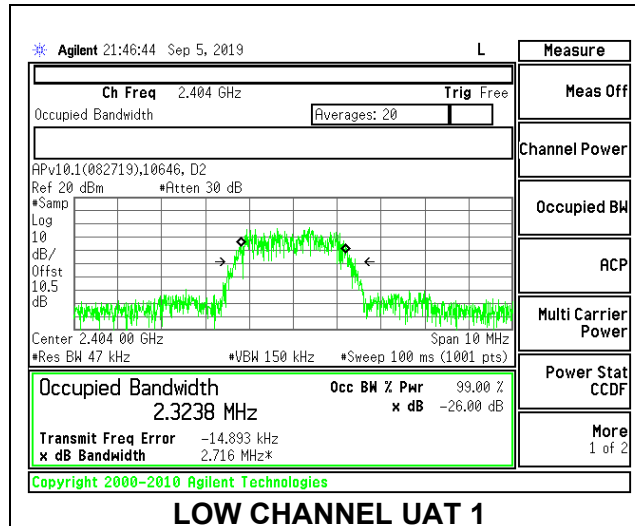 Agilent 21:46:44 Sep 5, 2019 L
Measure
Ch Freq 2.404 GHz Trig Free
Meas Off
Occupied Bandwidth Averages: 20
Channel Power
APv10.1(082719),10646, D2
Ref 20 dBm #Atten 30 dB
#Samp
Log
10
dB/
Offst
10.5
dB
Occupied BW
ACP
Center 2.404 00 GHz Span 10 MHz
#Res BW 47 kHz #VBW 150 kHz #Sweep 100 ms (1001 pts)
Multi Carrier
Power
Occupied Bandwidth Occ BW % Pwr 99.00 %
2.3238 MHz x dB -26.00 dB
Power Stat
CCDF
Transmit Freq Error -14.893 kHz
x dB Bandwidth 2.716 MHz*
More
1 of 2
Copyright 2000-2010 Agilent Technologies
LOW CHANNEL UAT 1